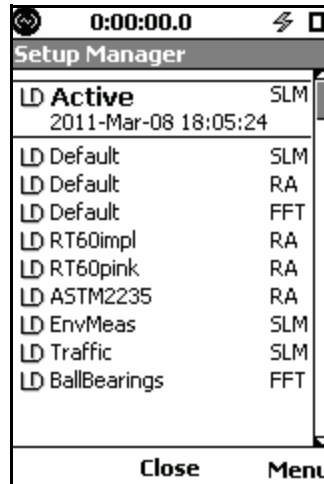 0:00:00.0
Setup Manager
LD Active SLM
2011-Mar-08 18:05:24
LD Default SLM
LD Default RA
LD Default FFT
LD RT60impl RA
LD RT60pink RA
LD ASTM2235 RA
LD EnvMeas SLM
LD Traffic SLM
LD BallBearings FFT
Close Menu